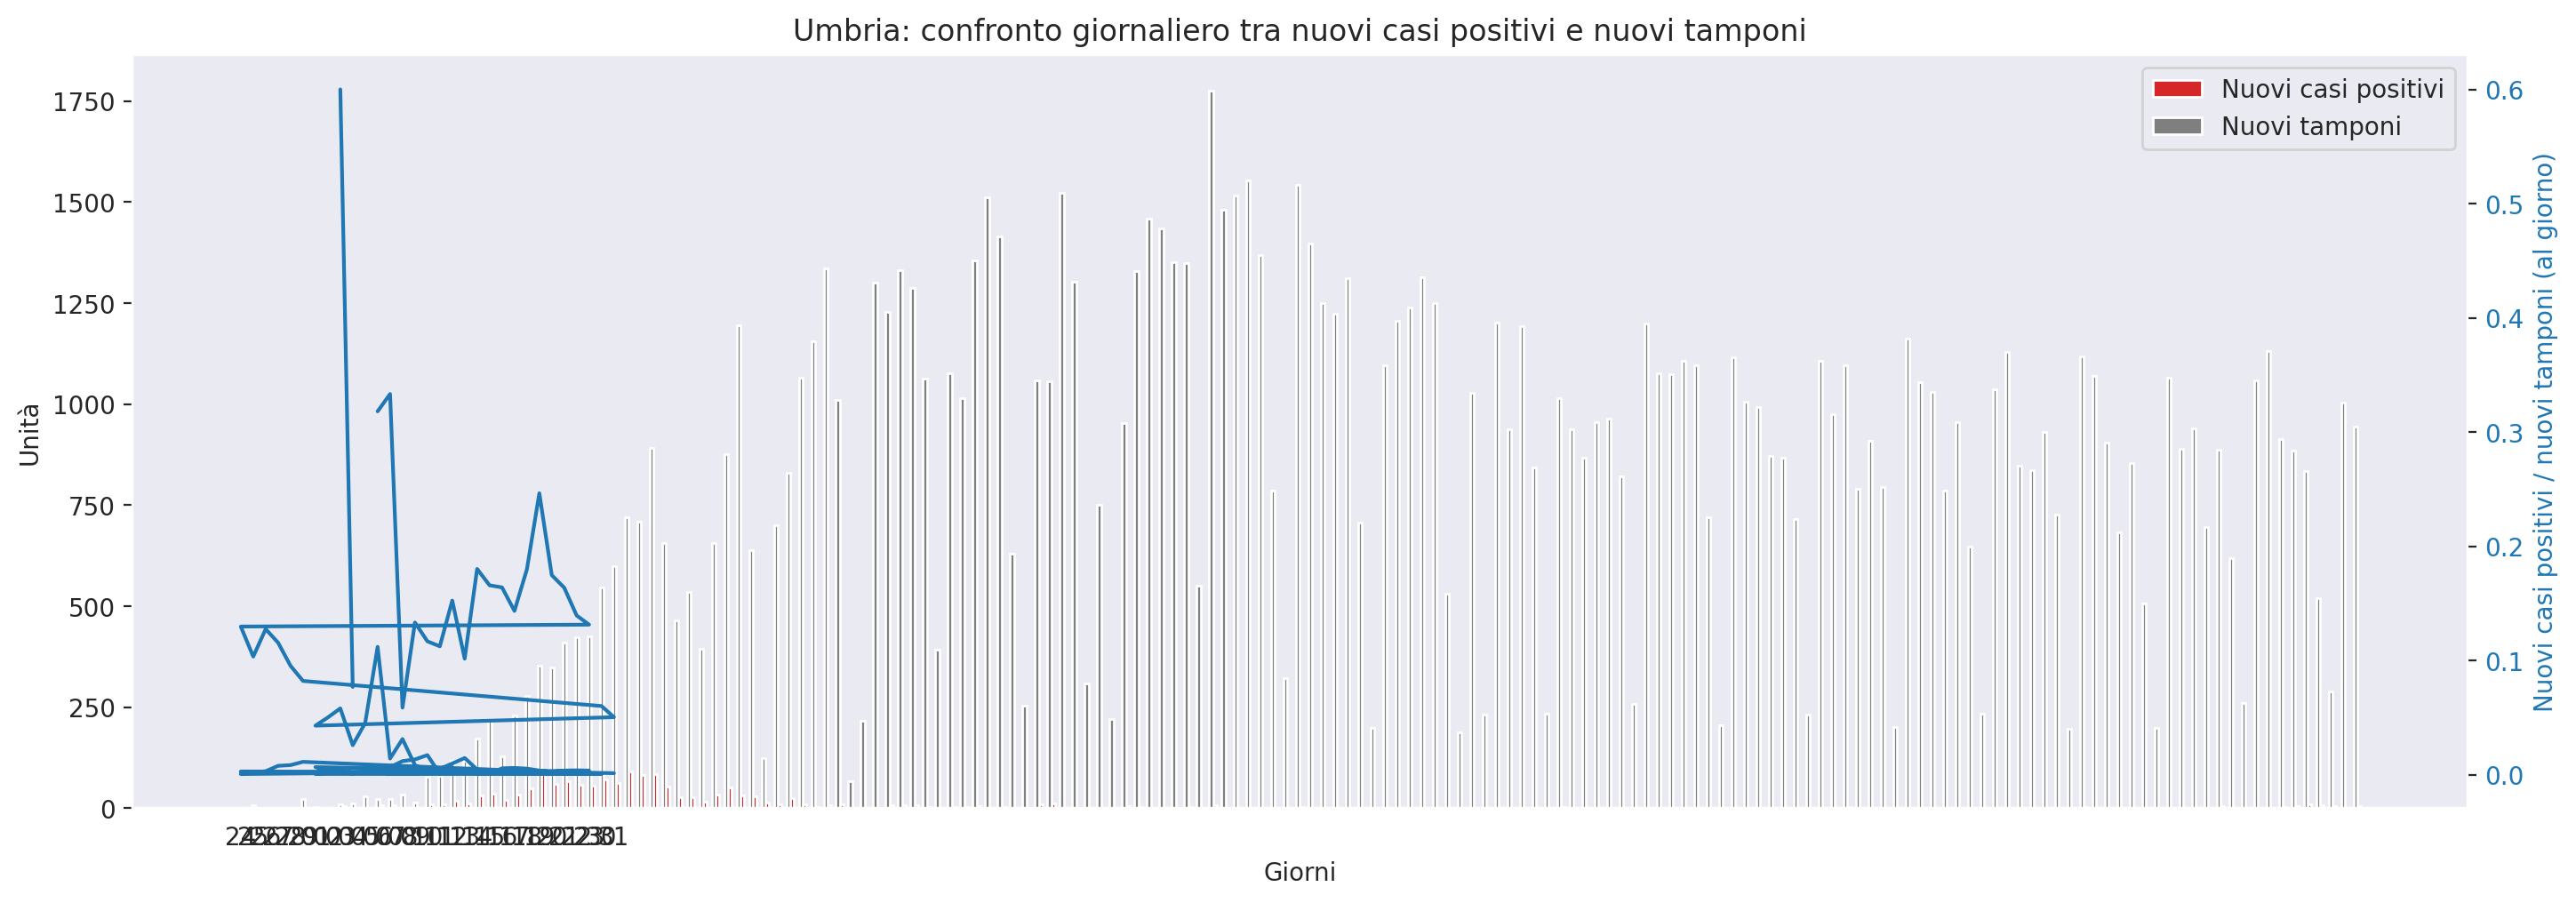 Umbria: confronto giornaliero tra nuovi casi positivi e nuovi tamponi
Nuovi casi positivi
Nuovi tamponi
1750
1500
1250
1000
750
500
250
0
Unità
0.6
0.5
0.4
0.3
0.2
0.1
0.0
Nuovi casi positivi / nuovi tamponi (al giorno)
Giorni